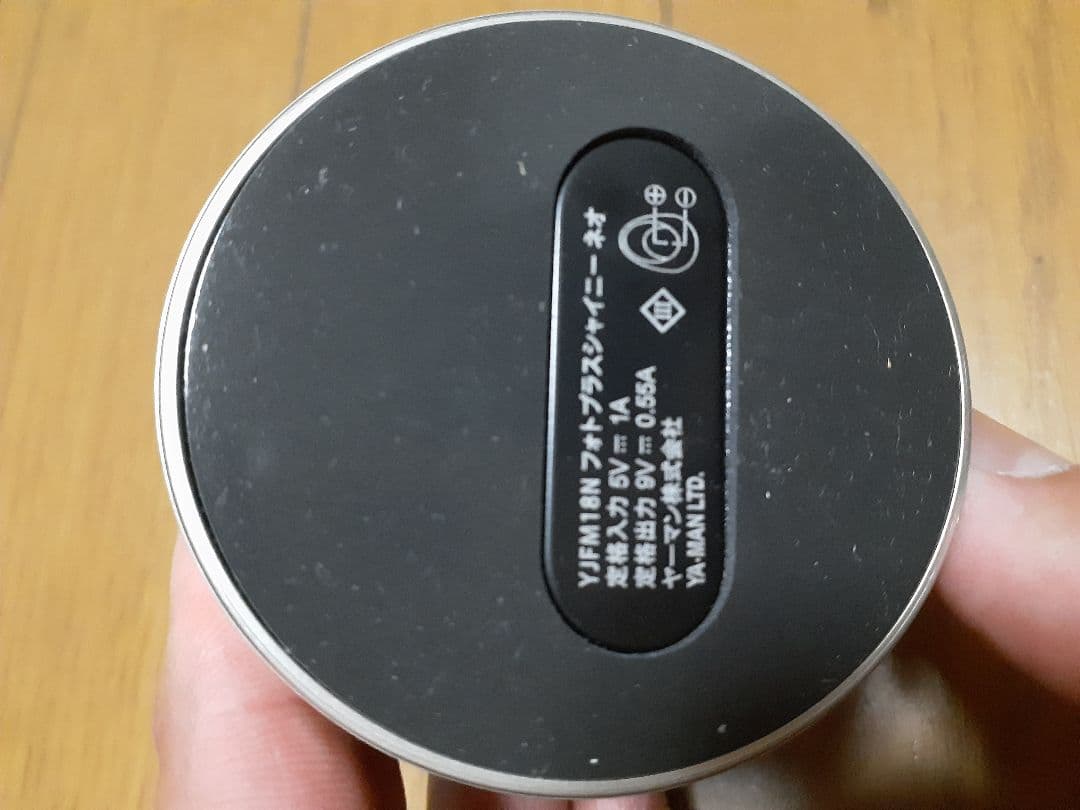 YJFM18N フォトプラスシャイニー ネオ
定格入力 5V ⎓ 1A
定格出力 9V ⎓ 0.55A
ヤーマン株式会社
YA-MAN LTD.